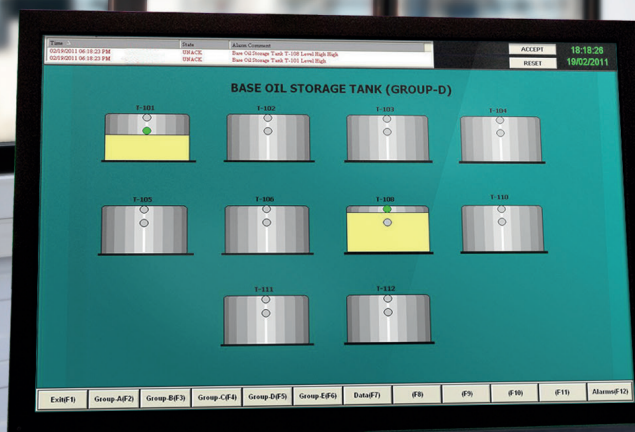 Time State Alarm Comment
02/19/2011 06:18:23 PM UNACK Base Oil Storage Tank T-108 Level High High
02/19/2011 06:18:23 PM UNACK Base Oil Storage Tank T-101 Level High
ACCEPT 18:18:26
RESET 19/02/2011
BASE OIL STORAGE TANK (GROUP-D)
T-101 T-102 T-103 T-104
T-105 T-106 T-108 T-110
T-111 T-112
Exit(F1) Group-A(F2) Group-B(F3) Group-C(F4) Group-D(F5) Group-E(F6) Data(F7) (F8) (F9) (F10) (F11) Alarms(F12)